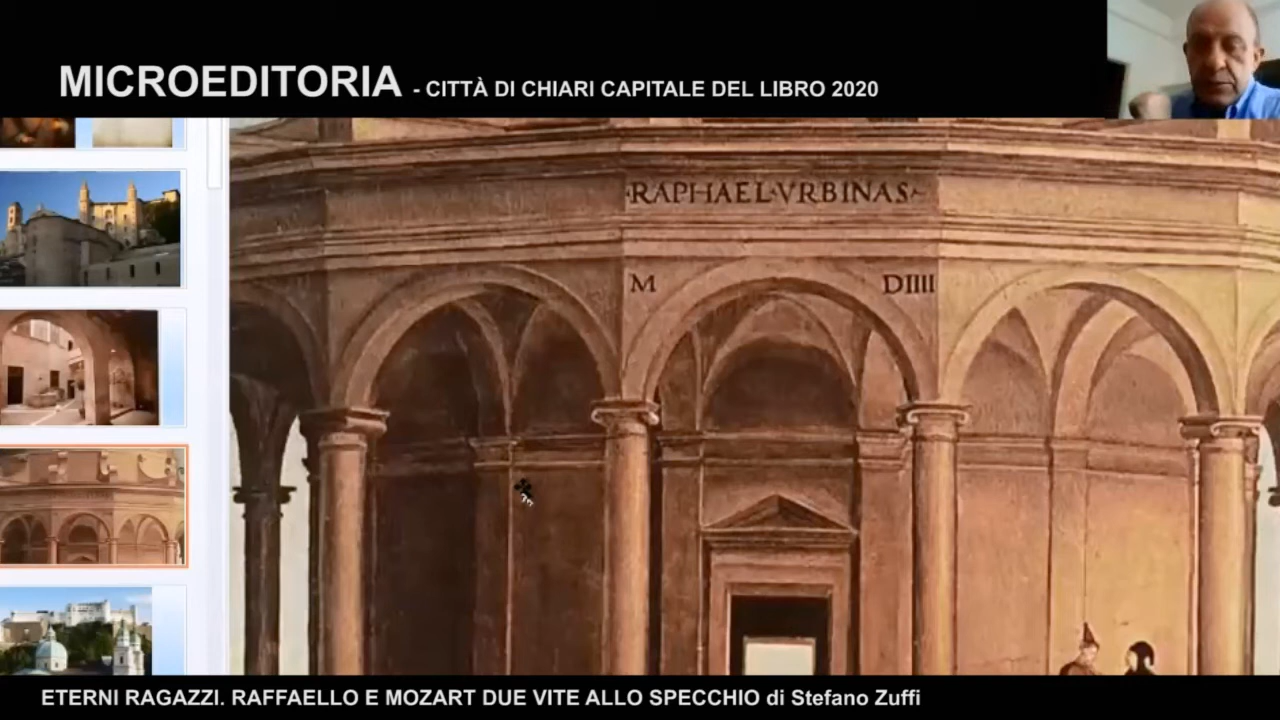 MICROEDITORIA - CITTÀ DI CHIARI CAPITALE DEL LIBRO 2020
·RAPHAEL·VRBINAS·
M DIIII
ETERNI RAGAZZI. RAFFAELLO E MOZART DUE VITE ALLO SPECCHIO di Stefano Zuffi